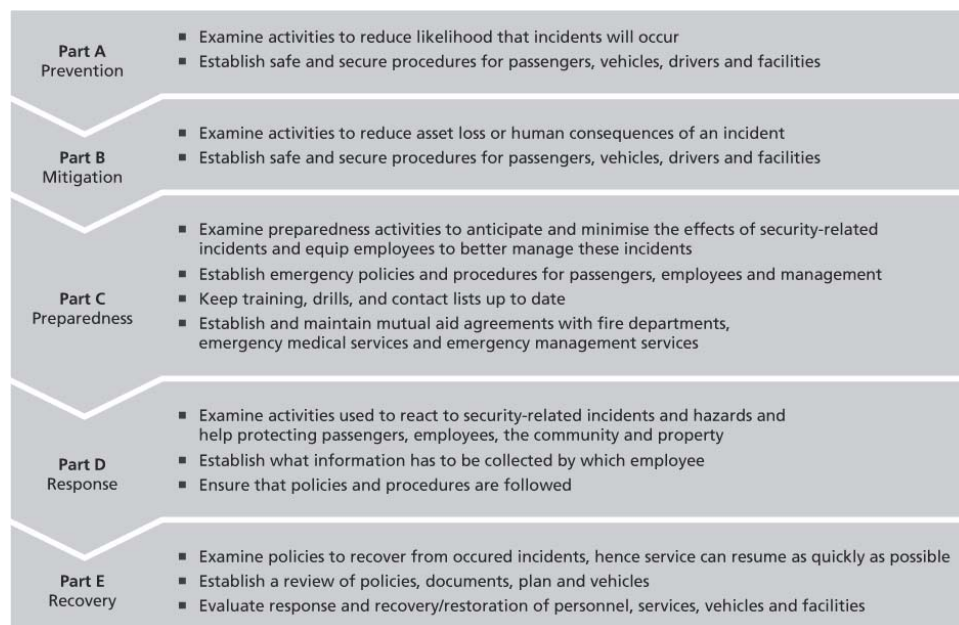 Part A
Prevention
■ Examine activities to reduce likelihood that incidents will occur
■ Establish safe and secure procedures for passengers, vehicles, drivers and facilities
Part B
Mitigation
■ Examine activities to reduce asset loss or human consequences of an incident
■ Establish safe and secure procedures for passengers, vehicles, drivers and facilities
Part C
Preparedness
■ Examine preparedness activities to anticipate and minimise the effects of security-related
incidents and equip employees to better manage these incidents
■ Establish emergency policies and procedures for passengers, employees and management
■ Keep training, drills, and contact lists up to date
■ Establish and maintain mutual aid agreements with fire departments,
emergency medical services and emergency management services
Part D
Response
■ Examine activities used to react to security-related incidents and hazards and
help protecting passengers, employees, the community and property
■ Establish what information has to be collected by which employee
■ Ensure that policies and procedures are followed
Part E
Recovery
■ Examine policies to recover from occured incidents, hence service can resume as quickly as possible
■ Establish a review of policies, documents, plan and vehicles
■ Evaluate response and recovery/restoration of personnel, services, vehicles and facilities